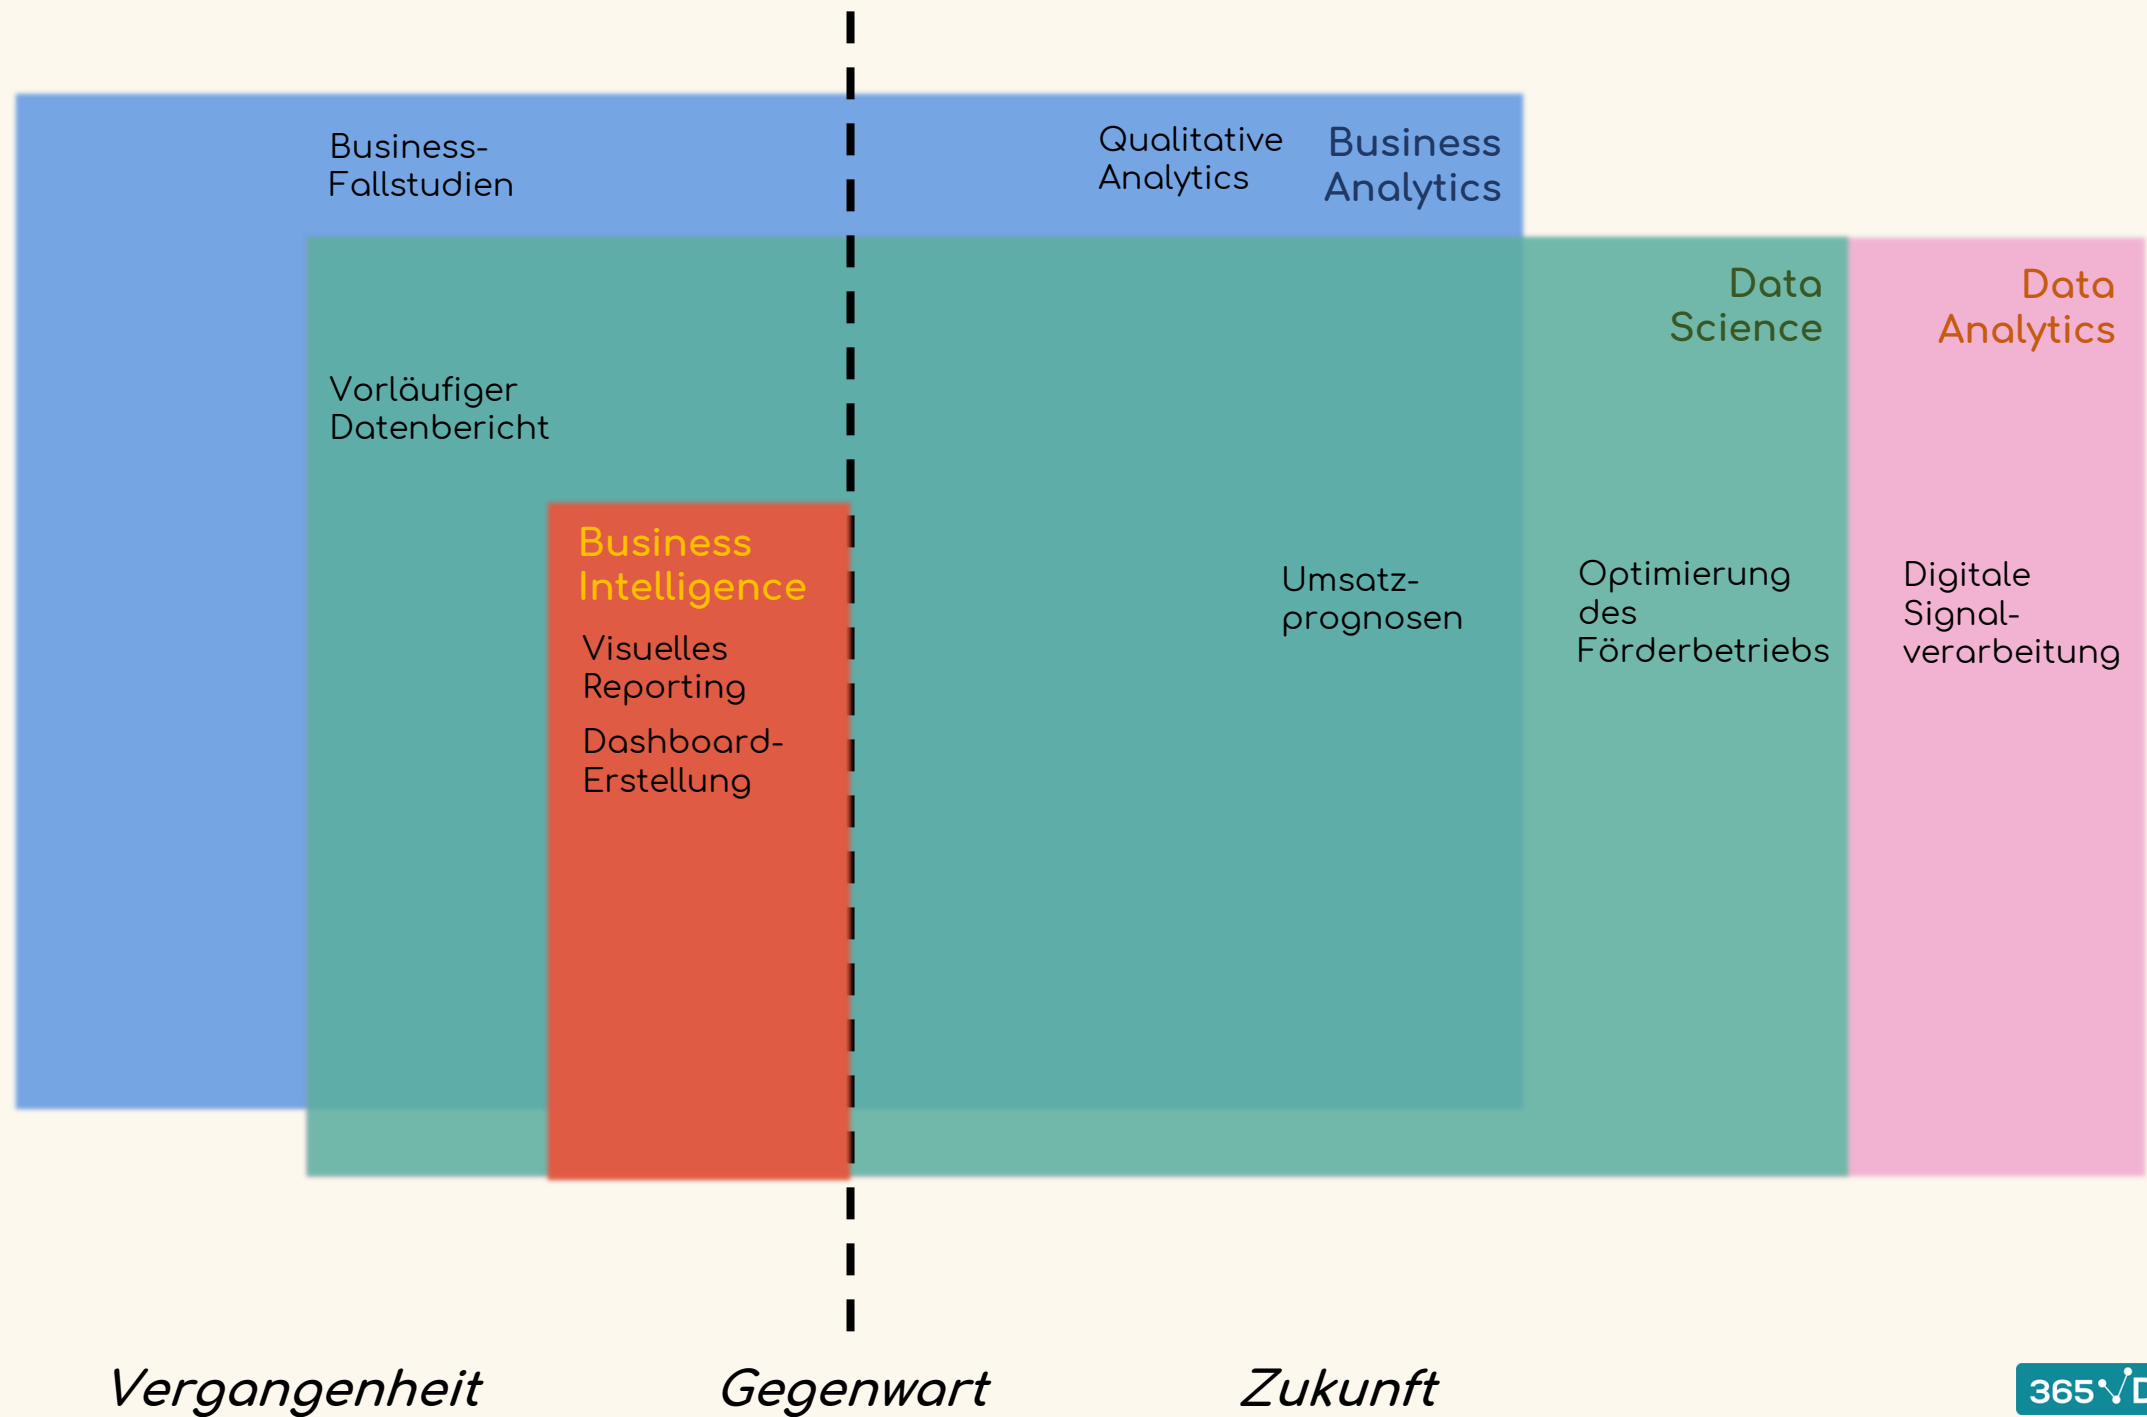 Business-
Fallstudien
Qualitative
Analytics
Business
Analytics
Data
Science
Data
Analytics
Vorläufiger
Datenbericht
Business
Intelligence
Visuelles
Reporting
Dashboard-
Erstellung
Umsatz-
prognosen
Optimierung
des
Förderbetriebs
Digitale
Signal-
verarbeitung
Vergangenheit
Gegenwart
Zukunft
365